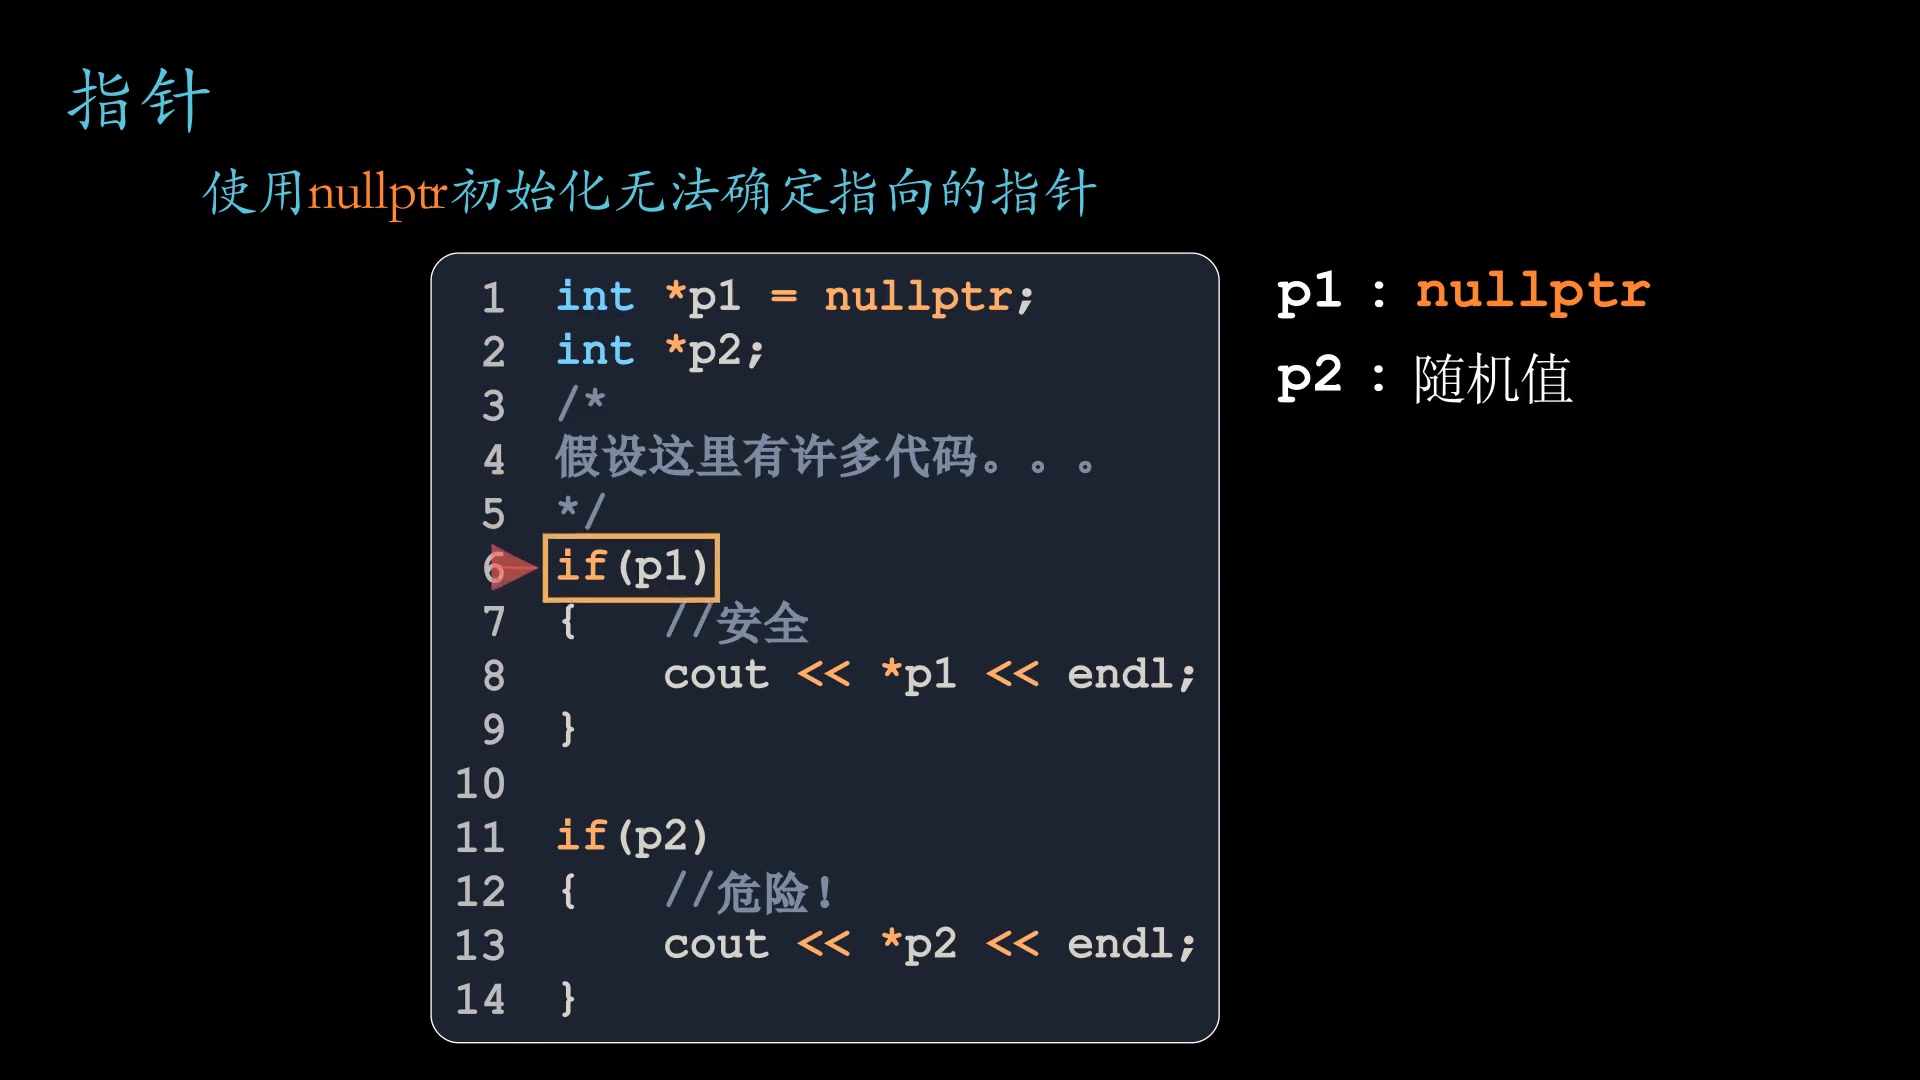 指针
使用nullptr初始化无法确定指向的指针
1 int *p1 = nullptr;
2 int *p2;
3 /*
4 假设这里有许多代码。。。
5 */
6 if(p1)
7 { //安全
8 cout << *p1 << endl;
9 }
10
11 if(p2)
12 { //危险！
13 cout << *p2 << endl;
14 }
p1 : nullptr
p2 : 随机值